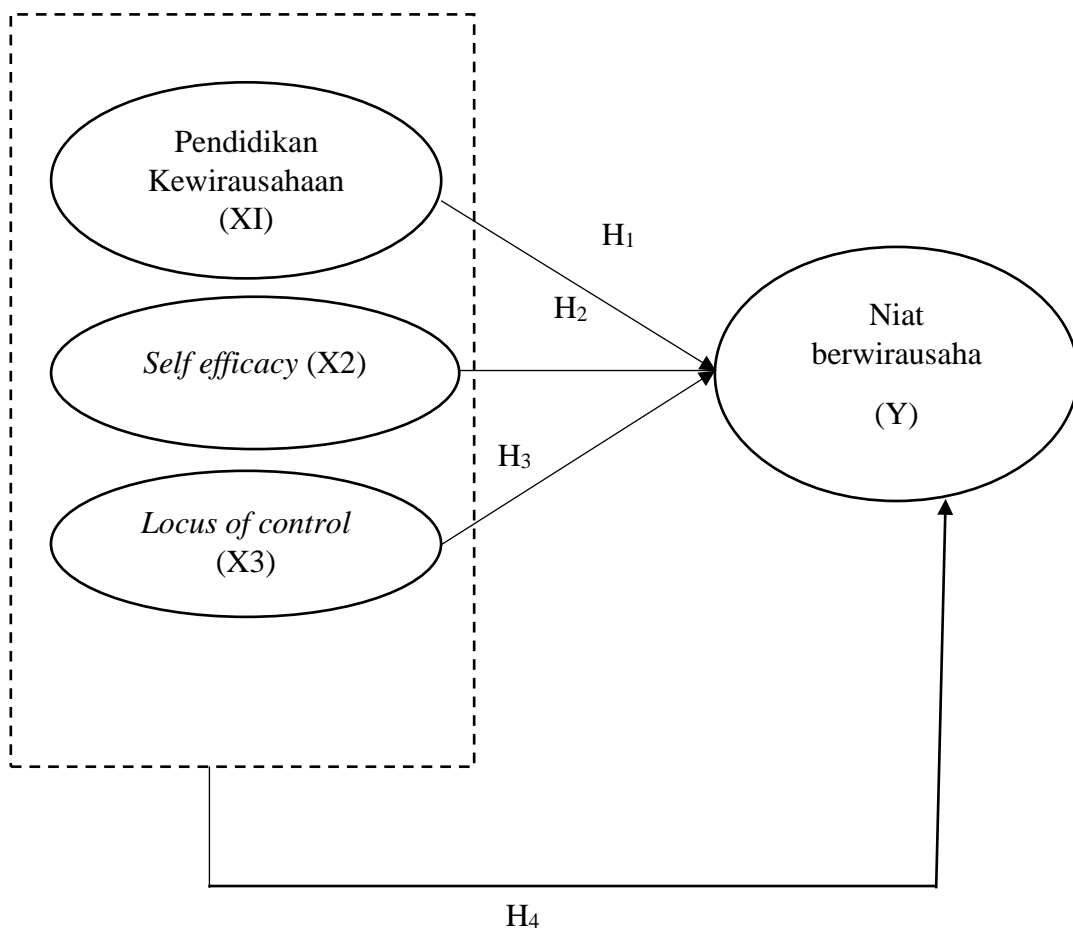 Pendidikan
Kewirausahaan
(XI)
H1
H2
Niat
berwirausaha
(Y)
Self efficacy (X2)
H3
Locus of control
(X3)
H4